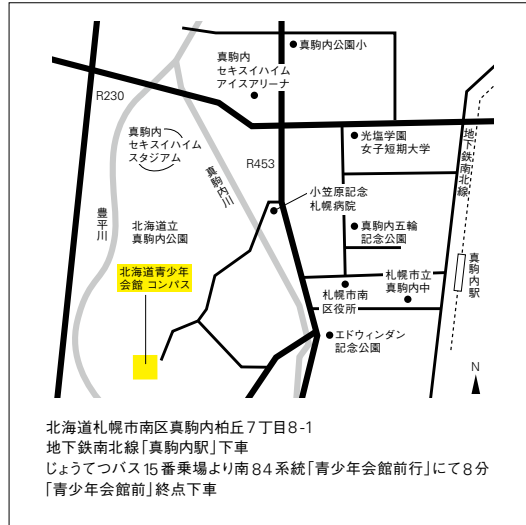 真駒内公園小
真駒内
セキスイハイム
アイスアリーナ
R230
真駒内
セキスイハイム
スタジアム
光塩学園
女子短期大学
地下鉄南北線
R453
真駒内川
小笠原記念
札幌病院
豊平川
北海道立
真駒内公園
真駒内五輪
記念公園
北海道青少年
会館 コンパス
札幌市立
真駒内中
真駒内駅
札幌市南
区役所
エドウィンダン
記念公園
N
北海道札幌市南区真駒内柏丘7丁目8-1
地下鉄南北線「真駒内駅」下車
じょうてつバス15番乗場より南84系統「青少年会館前行」にて8分
「青少年会館前」終点下車